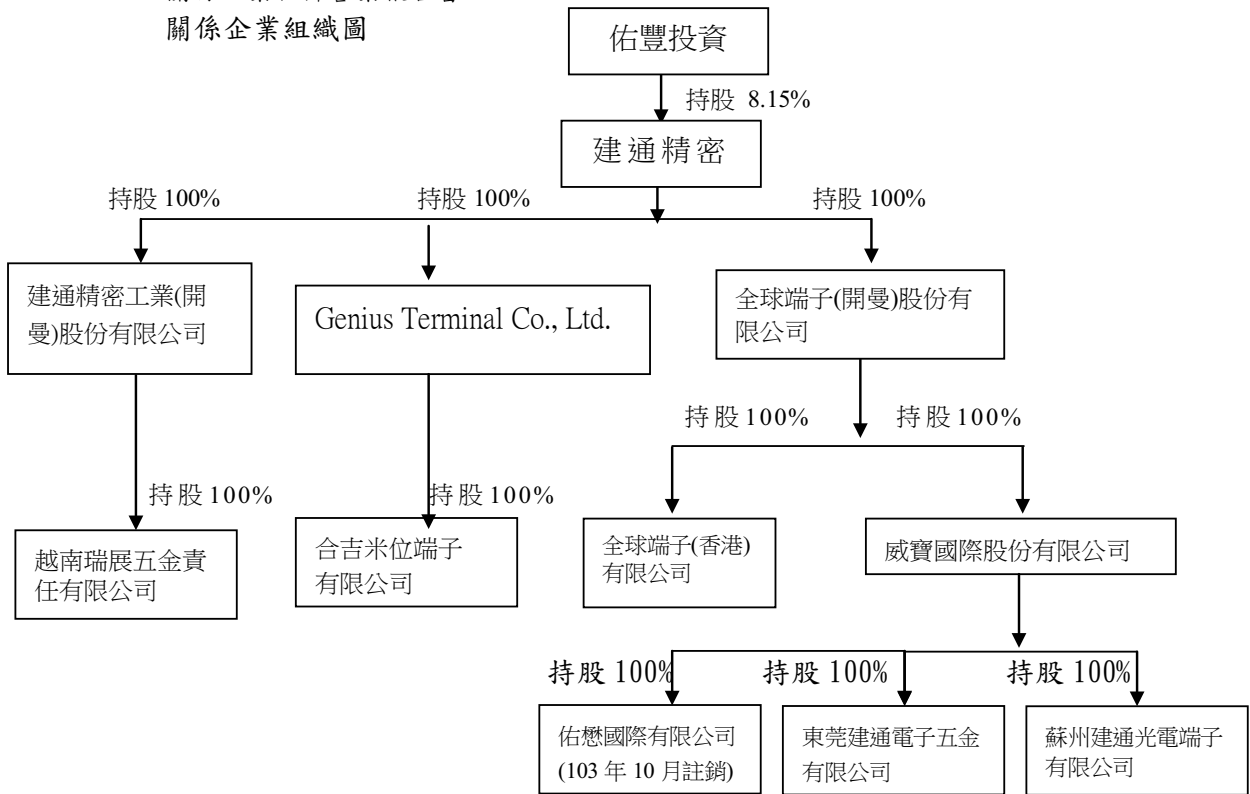 關係企業組織圖
佑豐投資
持股 8.15%
建通精密
持股 100%
持股 100%
持股 100%
建通精密工業(開
曼)股份有限公司
Genius Terminal Co., Ltd.
全球端子(開曼)股份有
限公司
持股 100%
持股 100%
持股 100%
持股 100%
越南瑞展五金責
任有限公司
合吉米位端子
有限公司
全球端子(香港)
有限公司
威寶國際股份有限公司
持股 100%
持股 100%
持股 100%
佑懋國際有限公司
(103 年 10 月註銷)
東莞建通電子五金
有限公司
蘇州建通光電端子有
限公司